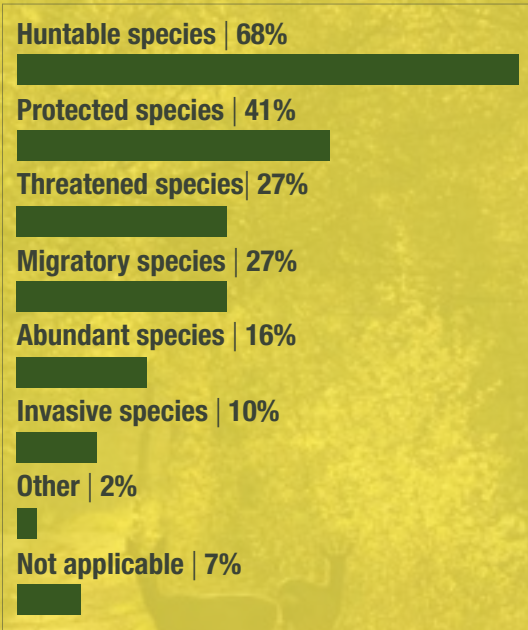 Huntable species | 68%
Protected species | 41%
Threatened species| 27%
Migratory species | 27%
Abundant species | 16%
Invasive species | 10%
Other | 2%
Not applicable | 7%